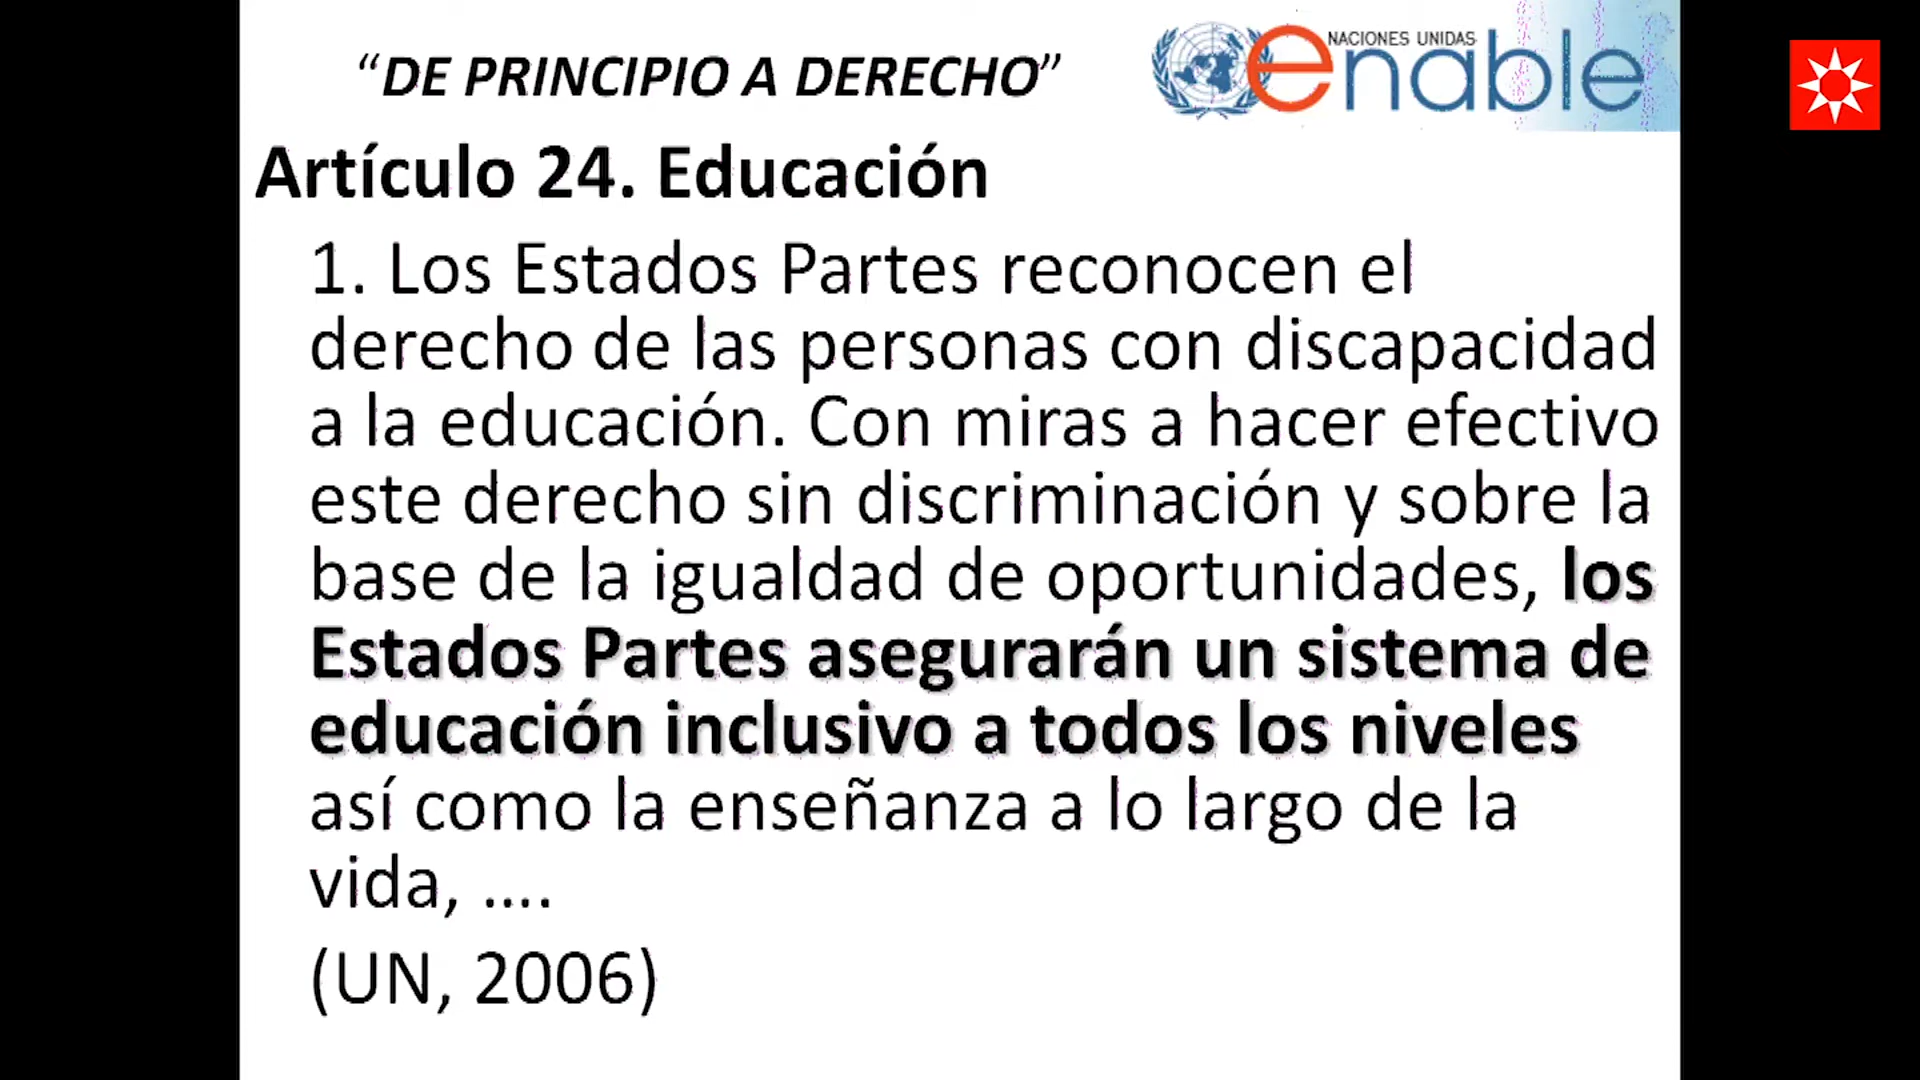 “DE PRINCIPIO A DERECHO”
NACIONES UNIDAS
enable
Artículo 24. Educación
1. Los Estados Partes reconocen el
derecho de las personas con discapacidad
a la educación. Con miras a hacer efectivo
este derecho sin discriminación y sobre la
base de la igualdad de oportunidades, los
Estados Partes asegurarán un sistema de
educación inclusivo a todos los niveles
así como la enseñanza a lo largo de la
vida, ....
(UN, 2006)